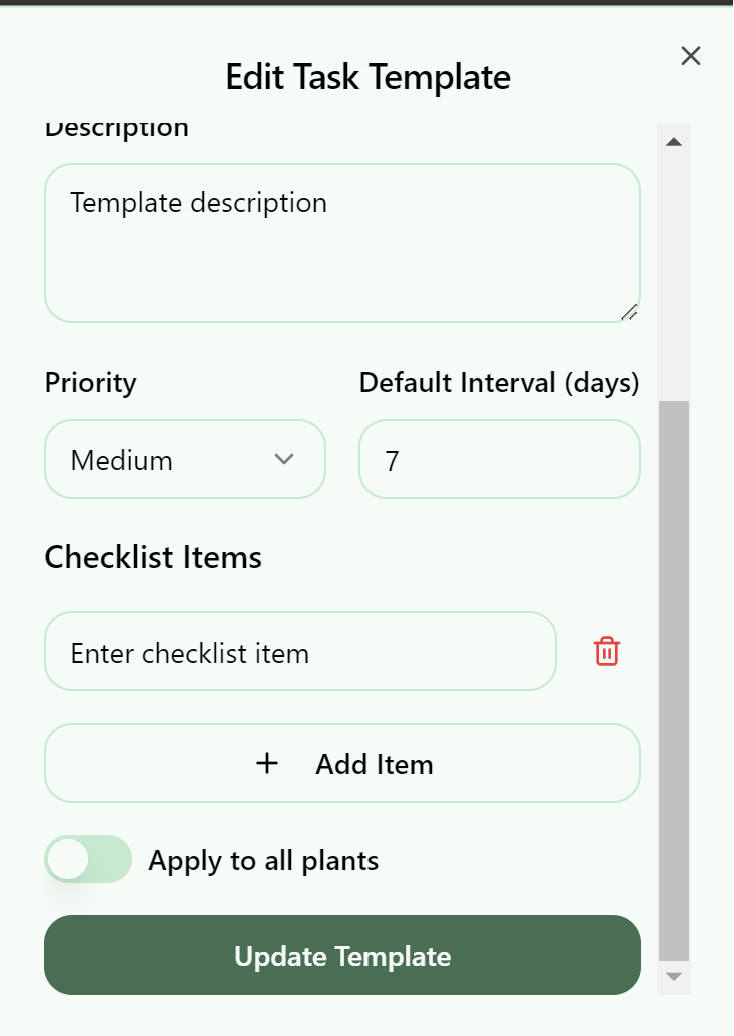 Edit Task Template
Description
Template description
Priority
Default Interval (days)
Medium
7
Checklist Items
Enter checklist item
Add Item
Apply to all plants
Update Template